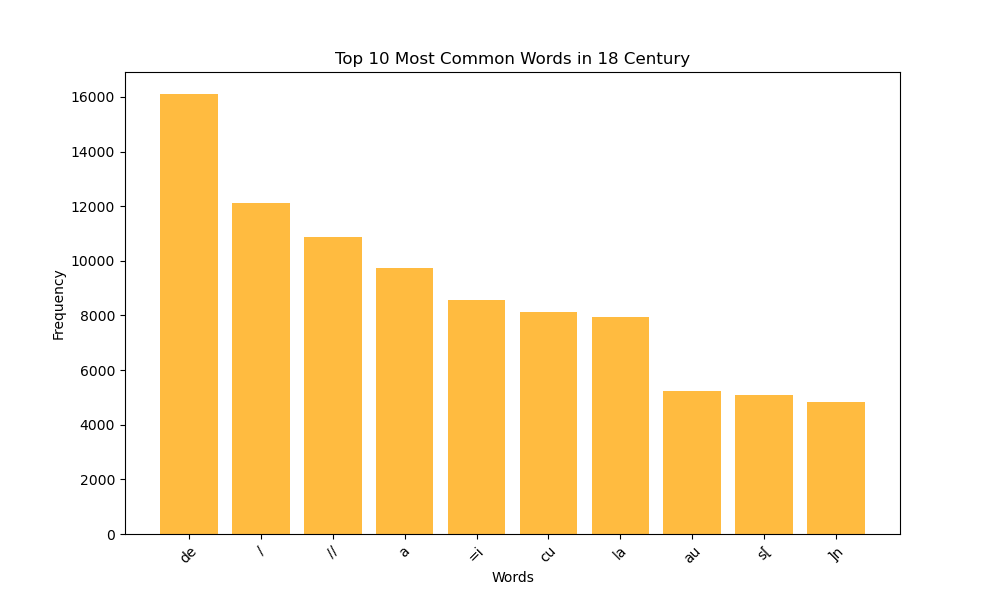 Top 10 Most Common Words in 18 Century
Frequency
16000
14000
12000
10000
8000
6000
4000
2000
0
de / // a =i cu la au s[ ]n
Words